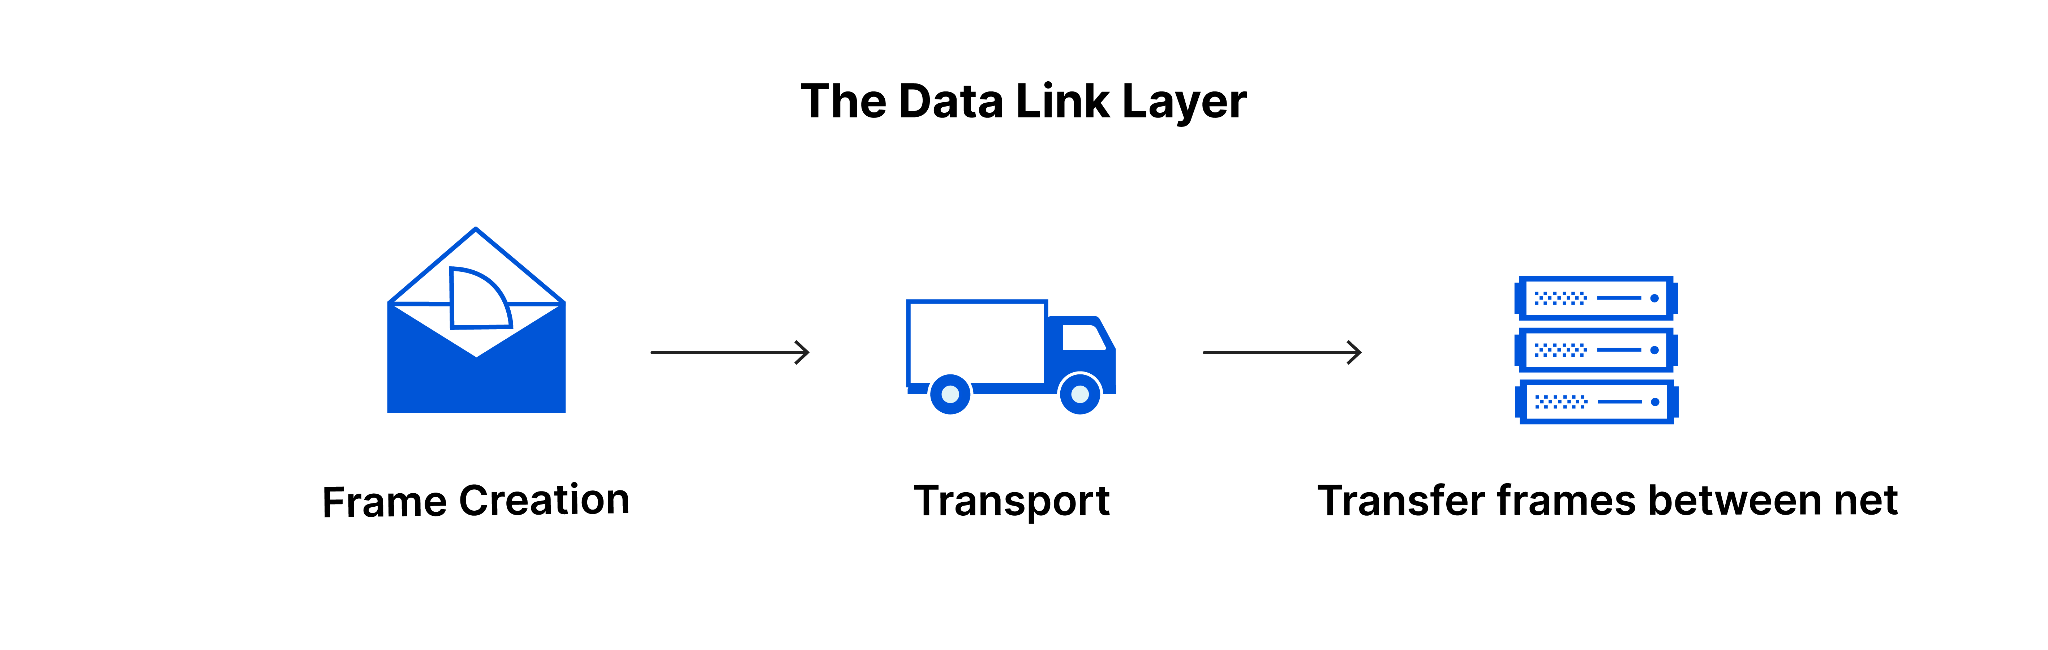 The Data Link Layer
Frame Creation
Transport
Transfer frames between net